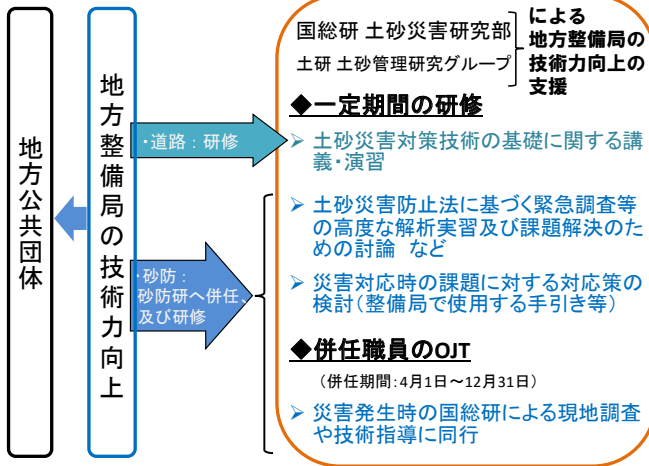 地方公共団体
地方整備局の技術力向上
・道路：研修
・砂防：
砂防研へ併任、
及び研修
国総研 土砂災害研究部
土研 土砂管理研究グループ
による
地方整備局の
技術力向上の
支援
◆一定期間の研修
➢ 土砂災害対策技術の基礎に関する講
義・演習
➢ 土砂災害防止法に基づく緊急調査等
の高度な解析実習及び課題解決のた
めの討論 など
➢ 災害対応時の課題に対する対応策の
検討（整備局で使用する手引き等）
◆併任職員のOJT
（併任期間：4月1日～12月31日）
➢ 災害発生時の国総研による現地調査
や技術指導に同行